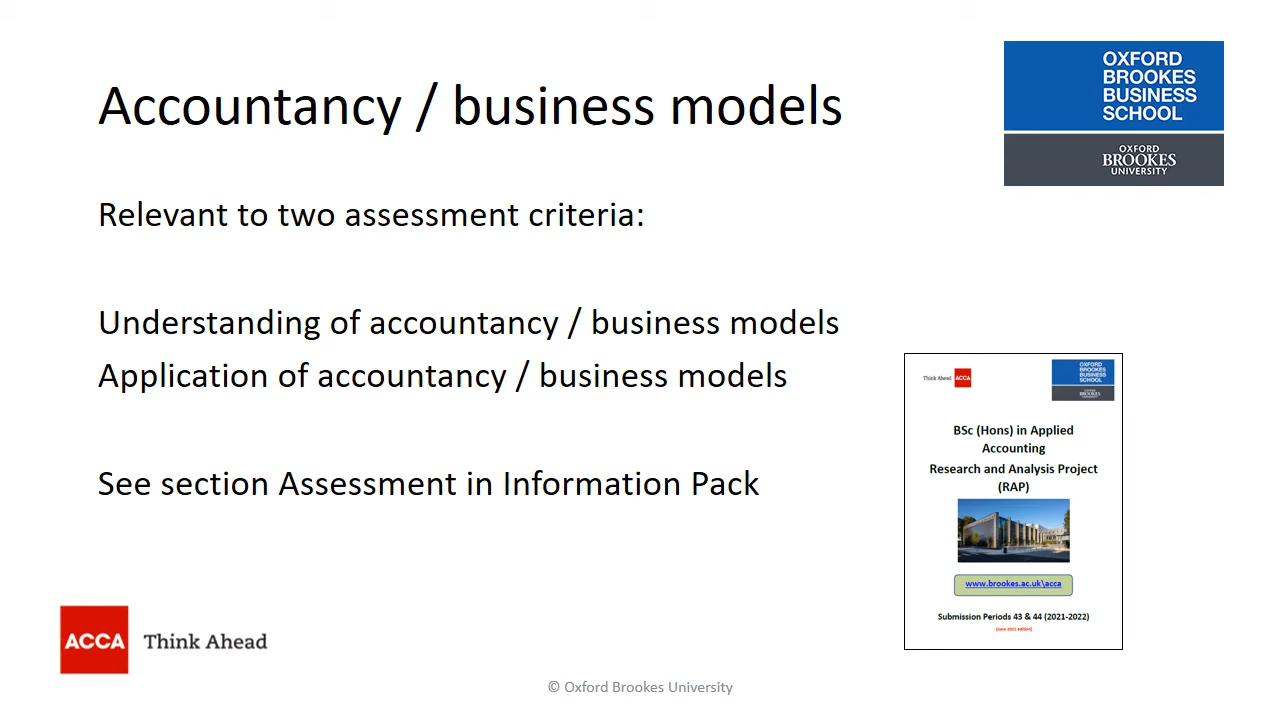 Accountancy / business models
OXFORD
BROOKES
BUSINESS
SCHOOL
OXFORD
BROOKES
UNIVERSITY
Relevant to two assessment criteria:
Understanding of accountancy / business models
Application of accountancy / business models
See section Assessment in Information Pack
Think Ahead ACCA
OXFORD
BROOKES
BUSINESS
SCHOOL
OXFORD
BROOKES
UNIVERSITY
BSc (Hons) in Applied
Accounting
Research and Analysis Project
(RAP)
www.brookes.ac.uk\acca
Submission Periods 43 & 44 (2021-2022)
(June 2021 edition)
ACCA Think Ahead
© Oxford Brookes University